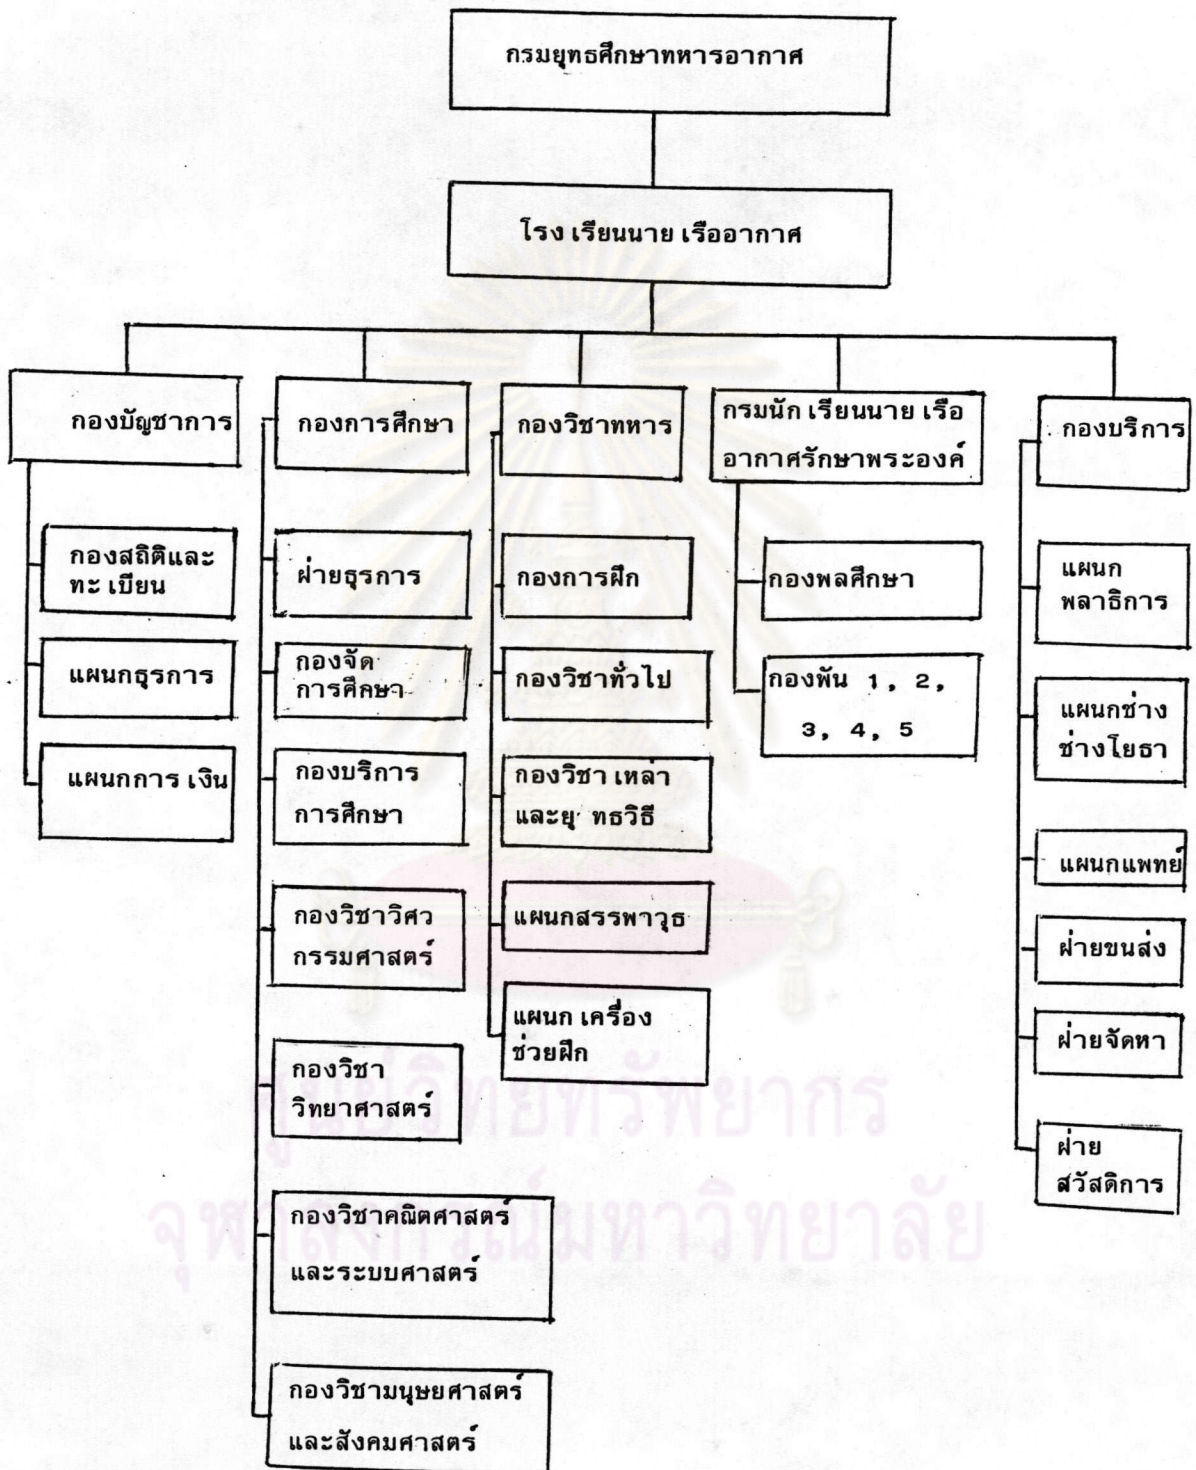 กรมยุทธศึกษาทหารอากาศ
โรงเรียนนายเรืออากาศ
กองบัญชาการ
กองสถิติและ
ทะเบียน
แผนกธุรการ
แผนกการเงิน
กองการศึกษา
ฝ่ายธุรการ
กองจัด
การศึกษา
กองบริการ
การศึกษา
กองวิชาวิศว
กรรมศาสตร์
กองวิชา
วิทยาศาสตร์
กองวิชาคณิตศาสตร์
และระบบศาสตร์
กองวิชามนุษยศาสตร์
และสังคมศาสตร์
กองวิชาทหาร
กองการฝึก
กองวิชาทั่วไป
กองวิชาเหล่า
และยุทธวิธี
แผนกสรรพาวุธ
แผนกเครื่อง
ช่วยฝึก
กรมนักเรียนนายเรือ
อากาศรักษาพระองค์
กองพลศึกษา
กองพัน 1, 2,
3, 4, 5
กองบริการ
แผนก
พลาธิการ
แผนกช่าง
ช่างโยธา
แผนกแพทย์
ฝ่ายขนส่ง
ฝ่ายจัดหา
ฝ่าย
สวัสดิการ
ศูนย์วิทยทรัพยากร
จุฬาลงกรณ์มหาวิทยาลัย